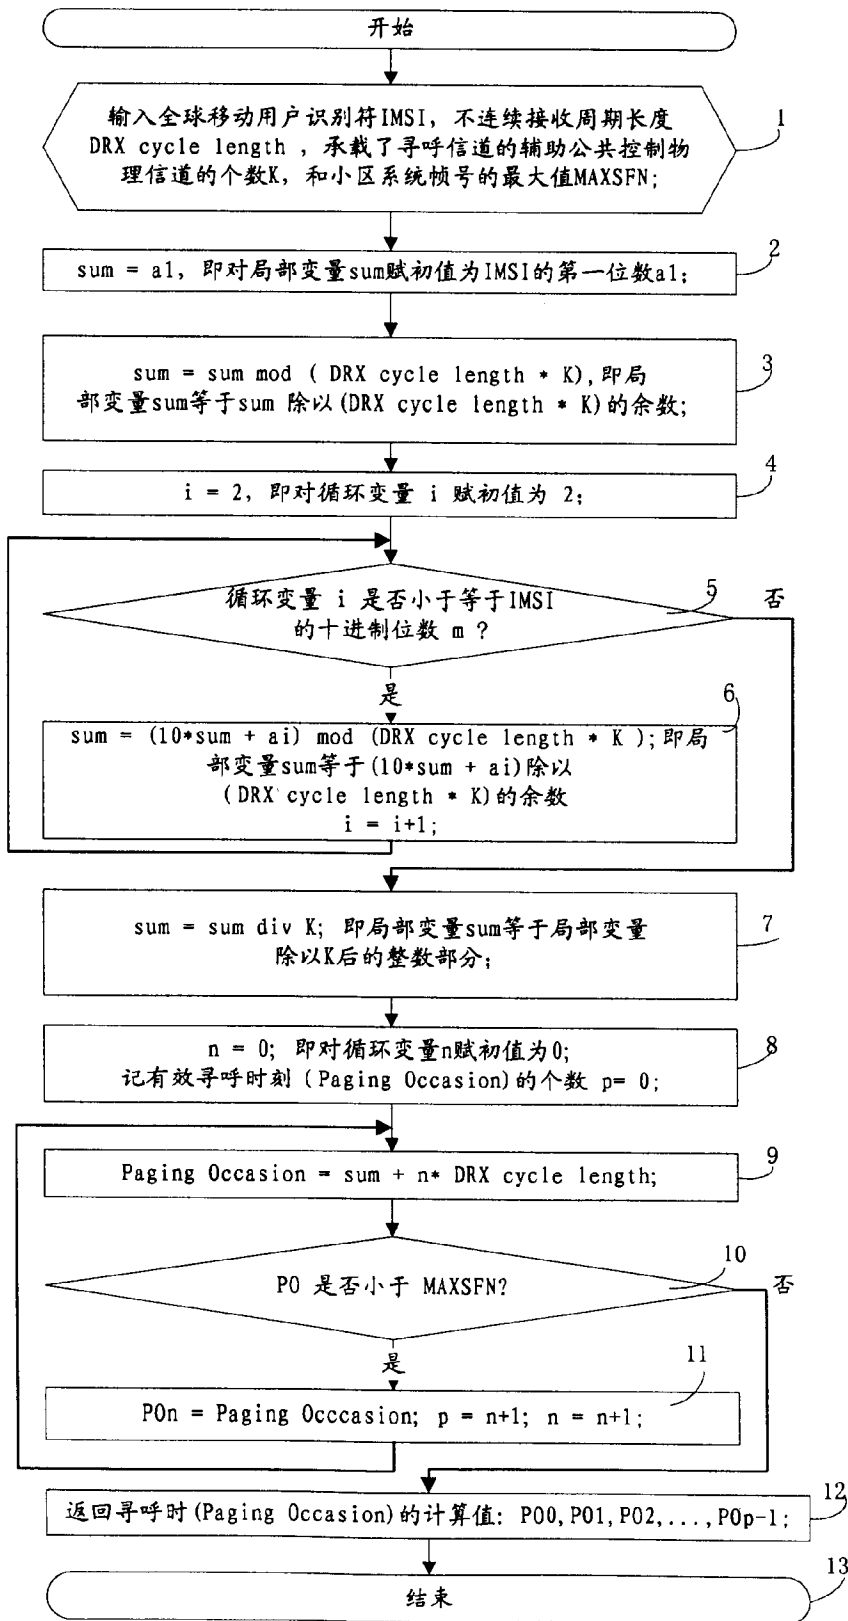 开始
输入全球移动用户识别符IMSI, 不连续接收周期长度
DRX cycle length , 承载了寻呼信道的辅助公共控制物
理信道的个数K, 和小区系统帧号的最大值MAXSFN;
1
sum = a1, 即对局部变量sum赋初值为IMSI的第一位数a1;
2
sum = sum mod ( DRX cycle length * K), 即局
部变量sum等于sum 除以(DRX cycle length * K)的余数;
3
i = 2, 即对循环变量 i 赋初值为 2;
4
循环变量 i 是否小于等于IMSI
的十进制位数 m ?
5
否
是
6
sum = (10*sum + ai) mod (DRX cycle length * K ); 即局
部变量sum等于(10*sum + ai)除以
(DRX cycle length * K)的余数
i = i+1;
sum = sum div K; 即局部变量sum等于局部变量
除以K后的整数部分;
7
n = 0; 即对循环变量n赋初值为0;
记有效寻呼时刻 (Paging Occasion)的个数 p= 0;
8
Paging Occasion = sum + n* DRX cycle length;
9
PO 是否小于 MAXSFN?
10
否
是
11
POn = Paging Occcasion; p = n+1; n = n+1;
返回寻呼时(Paging Occasion)的计算值: PO0,PO1,PO2,...,POp-1;
12
结束
13